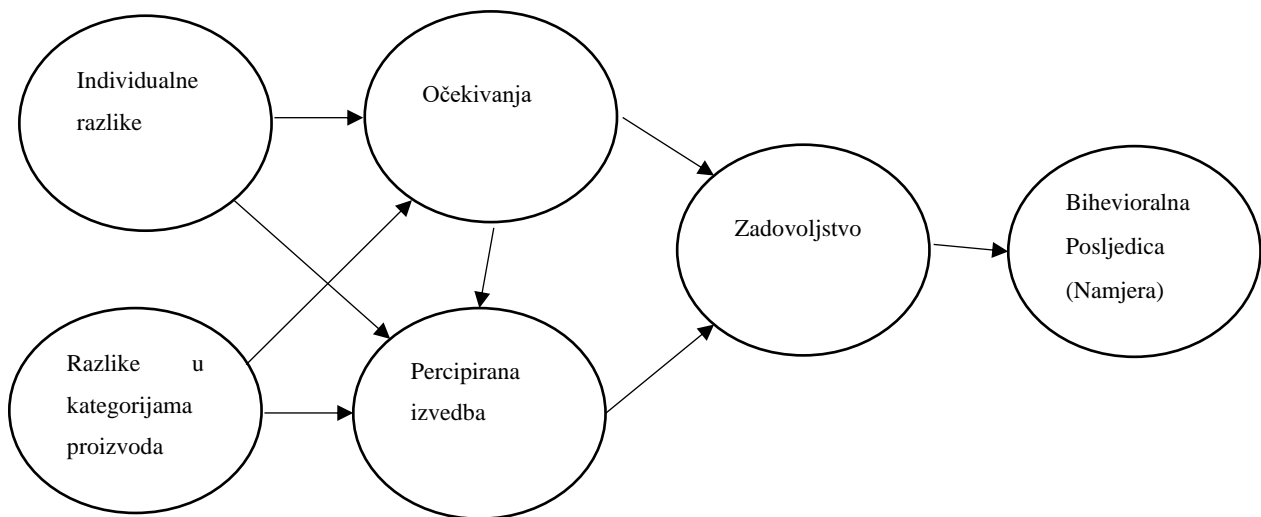 Individualne
razlike
Očekivanja
Zadovoljstvo
Bihevioralna
Posljedica
(Namjera)
Razlike u
kategorijama
proizvoda
Percipirana
izvedba